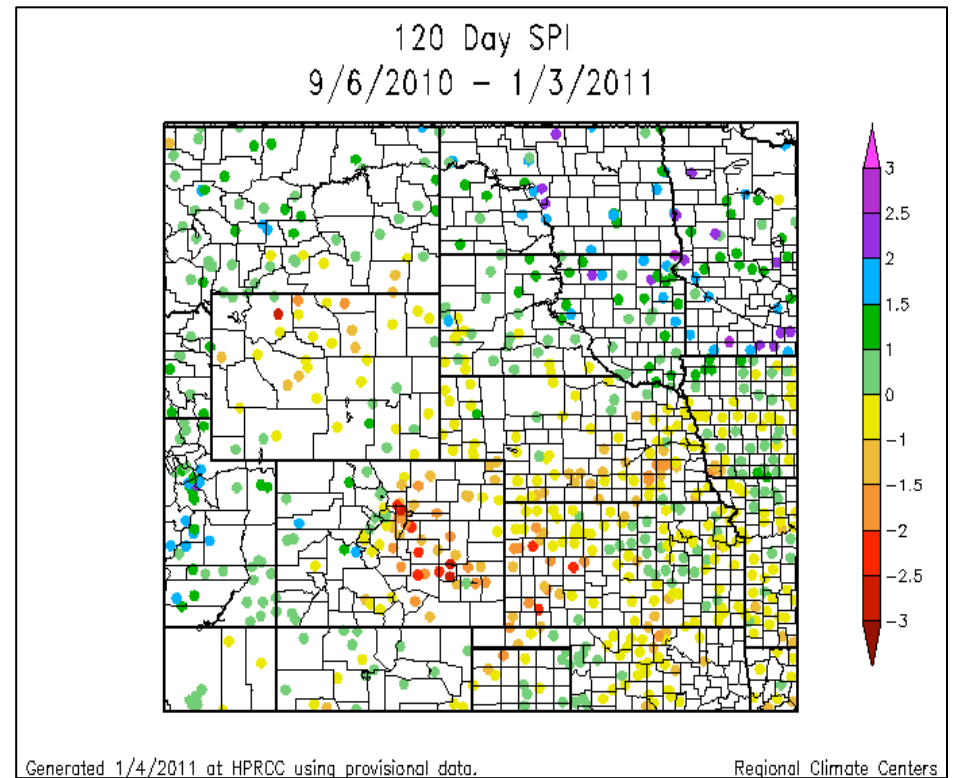 120 Day SPI
9/6/2010 – 1/3/2011
3
2.5
2
1.5
1
0
−1
−1.5
−2
−2.5
−3
Generated 1/4/2011 at HPRCC using provisional data.
Regional Climate Centers